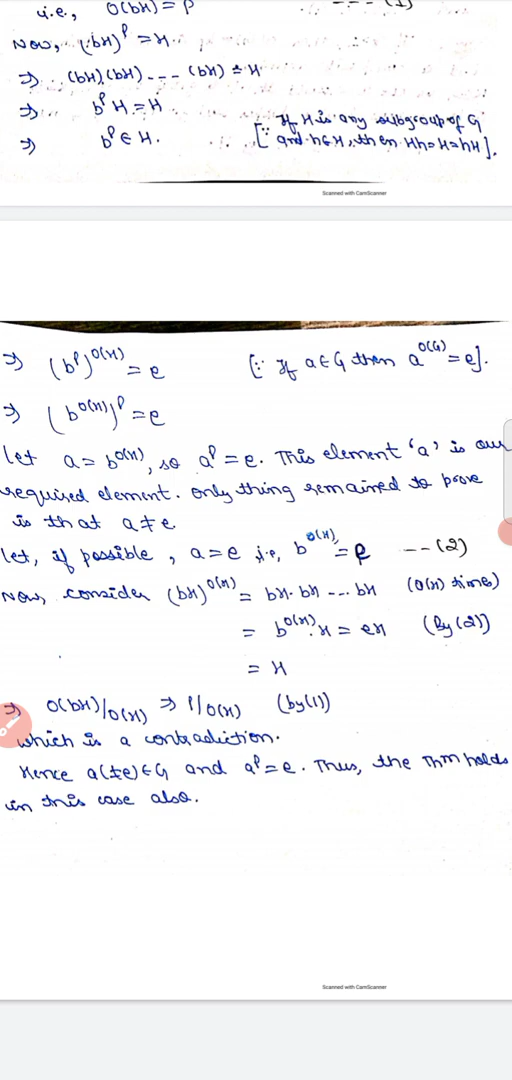 i.e., O(bH) = p --- (1)
Now, (bH)^p = H
⇒ (bH)(bH) --- (bH) = H
⇒ b^p H = H
⇒ b^p ∈ H. [∵ If H is any subgroup of G
and h∈H, then Hh=H=hH].
Scanned with CamScanner
⇒ (b^p)^O(H) = e [∵ If a∈G then a^O(G) = e].
⇒ (b^O(H))^p = e
Let a = b^O(H), so a^p = e. This element 'a' is our
required element. Only thing remained to prove
is that a ≠ e
Let, if possible, a = e i.e, b^O(H) = e --- (2)
Now, consider (bH)^O(H) = bH. bH --- bH (O(H) times)
= b^O(H). H = eH (By (2))
= H
⇒ O(bH)/O(H) ⇒ p/O(H) (by(1))
which is a contradiction.
Hence a(≠e)∈G and a^p = e. Thus, the Thm holds
in this case also.
Scanned with CamScanner